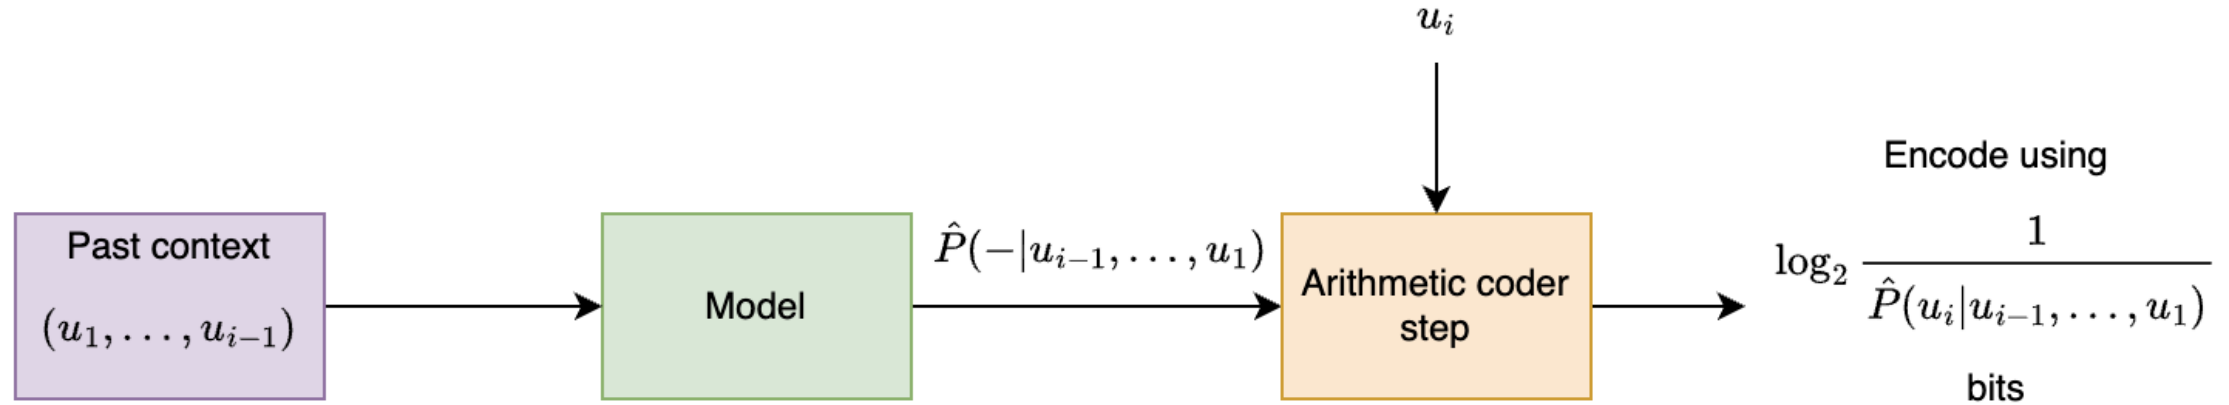 u_i
Past context
(u_1, . . . , u_{i−1})
Model
P̂(−|u_{i−1}, . . . , u_1)
Arithmetic coder
step
Encode using
log_2 1 / P̂(u_i|u_{i−1}, . . . , u_1)
bits